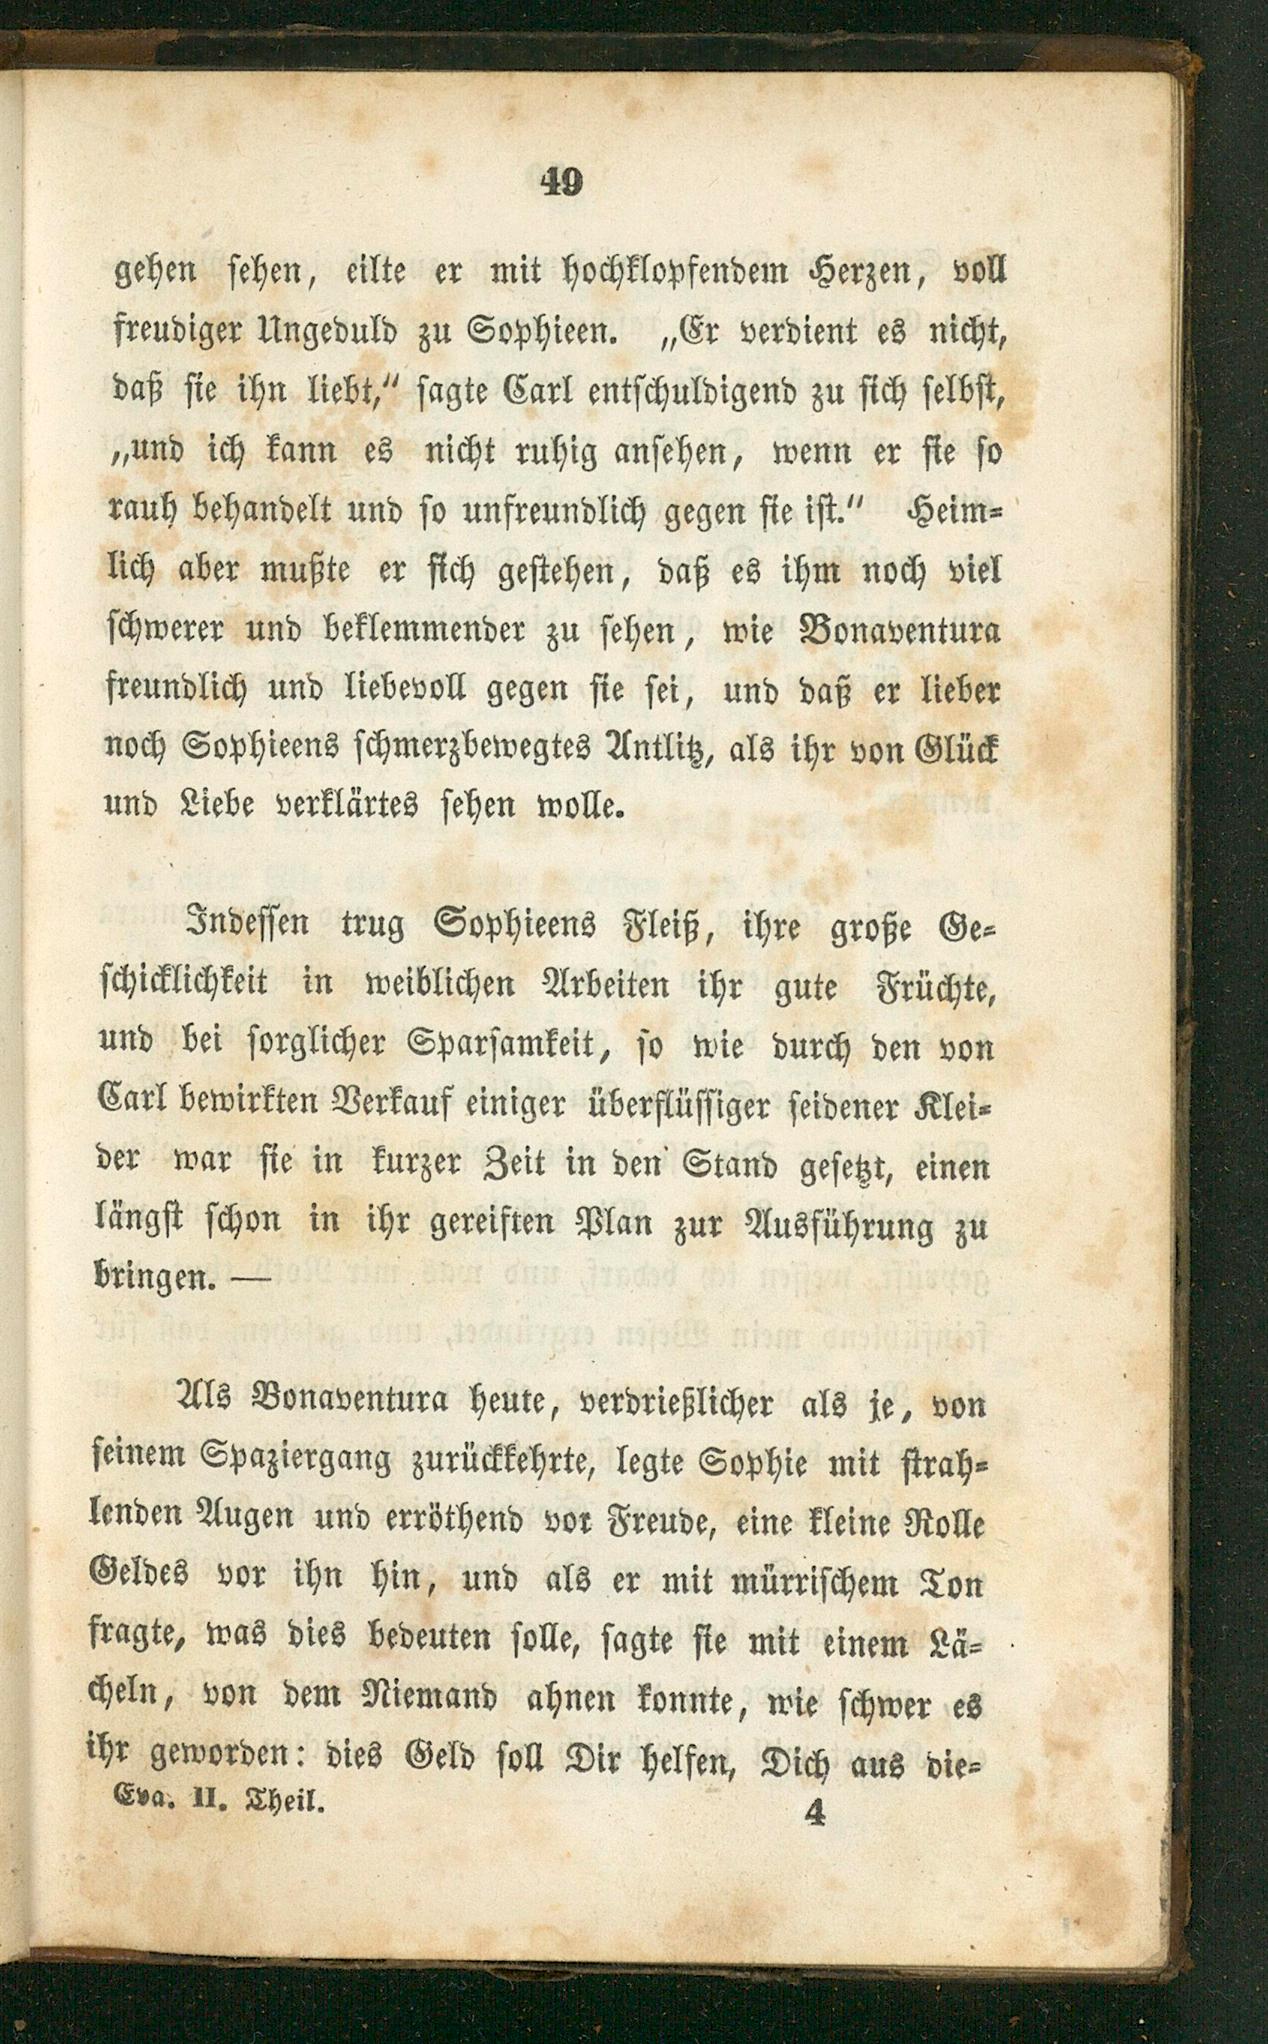 49
gehen sehen, eilte er mit hochklopfendem Herzen, voll
freudiger Ungeduld zu Sophieen. „Er verdient es nicht,
daß sie ihn liebt,“ sagte Carl entschuldigend zu sich selbst,
„und ich kann es nicht ruhig ansehen, wenn er sie so
rauh behandelt und so unfreundlich gegen sie ist.“ Heim-
lich aber mußte er sich gestehen, daß es ihm noch viel
schwerer und beklemmender zu sehen, wie Bonaventura
freundlich und liebevoll gegen sie sei, und daß er lieber
noch Sophieens schmerzbewegtes Antlitz, als ihr von Glück
und Liebe verklärtes sehen wolle.
Indessen trug Sophieens Fleiß, ihre große Ge-
schicklichkeit in weiblichen Arbeiten ihr gute Früchte,
und bei sorglicher Sparsamkeit, so wie durch den von
Carl bewirkten Verkauf einiger überflüssiger seidener Klei-
der war sie in kurzer Zeit in den Stand gesetzt, einen
längst schon in ihr gereiften Plan zur Ausführung zu
bringen. —
Als Bonaventura heute, verdrießlicher als je, von
seinem Spaziergang zurückkehrte, legte Sophie mit strah-
lenden Augen und erröthend vor Freude, eine kleine Rolle
Geldes vor ihn hin, und als er mit mürrischem Ton
fragte, was dies bedeuten solle, sagte sie mit einem Lä-
cheln, von dem Niemand ahnen konnte, wie schwer es
ihr geworden: dies Geld soll Dir helfen, Dich aus die-
Eva. II. Theil. 4